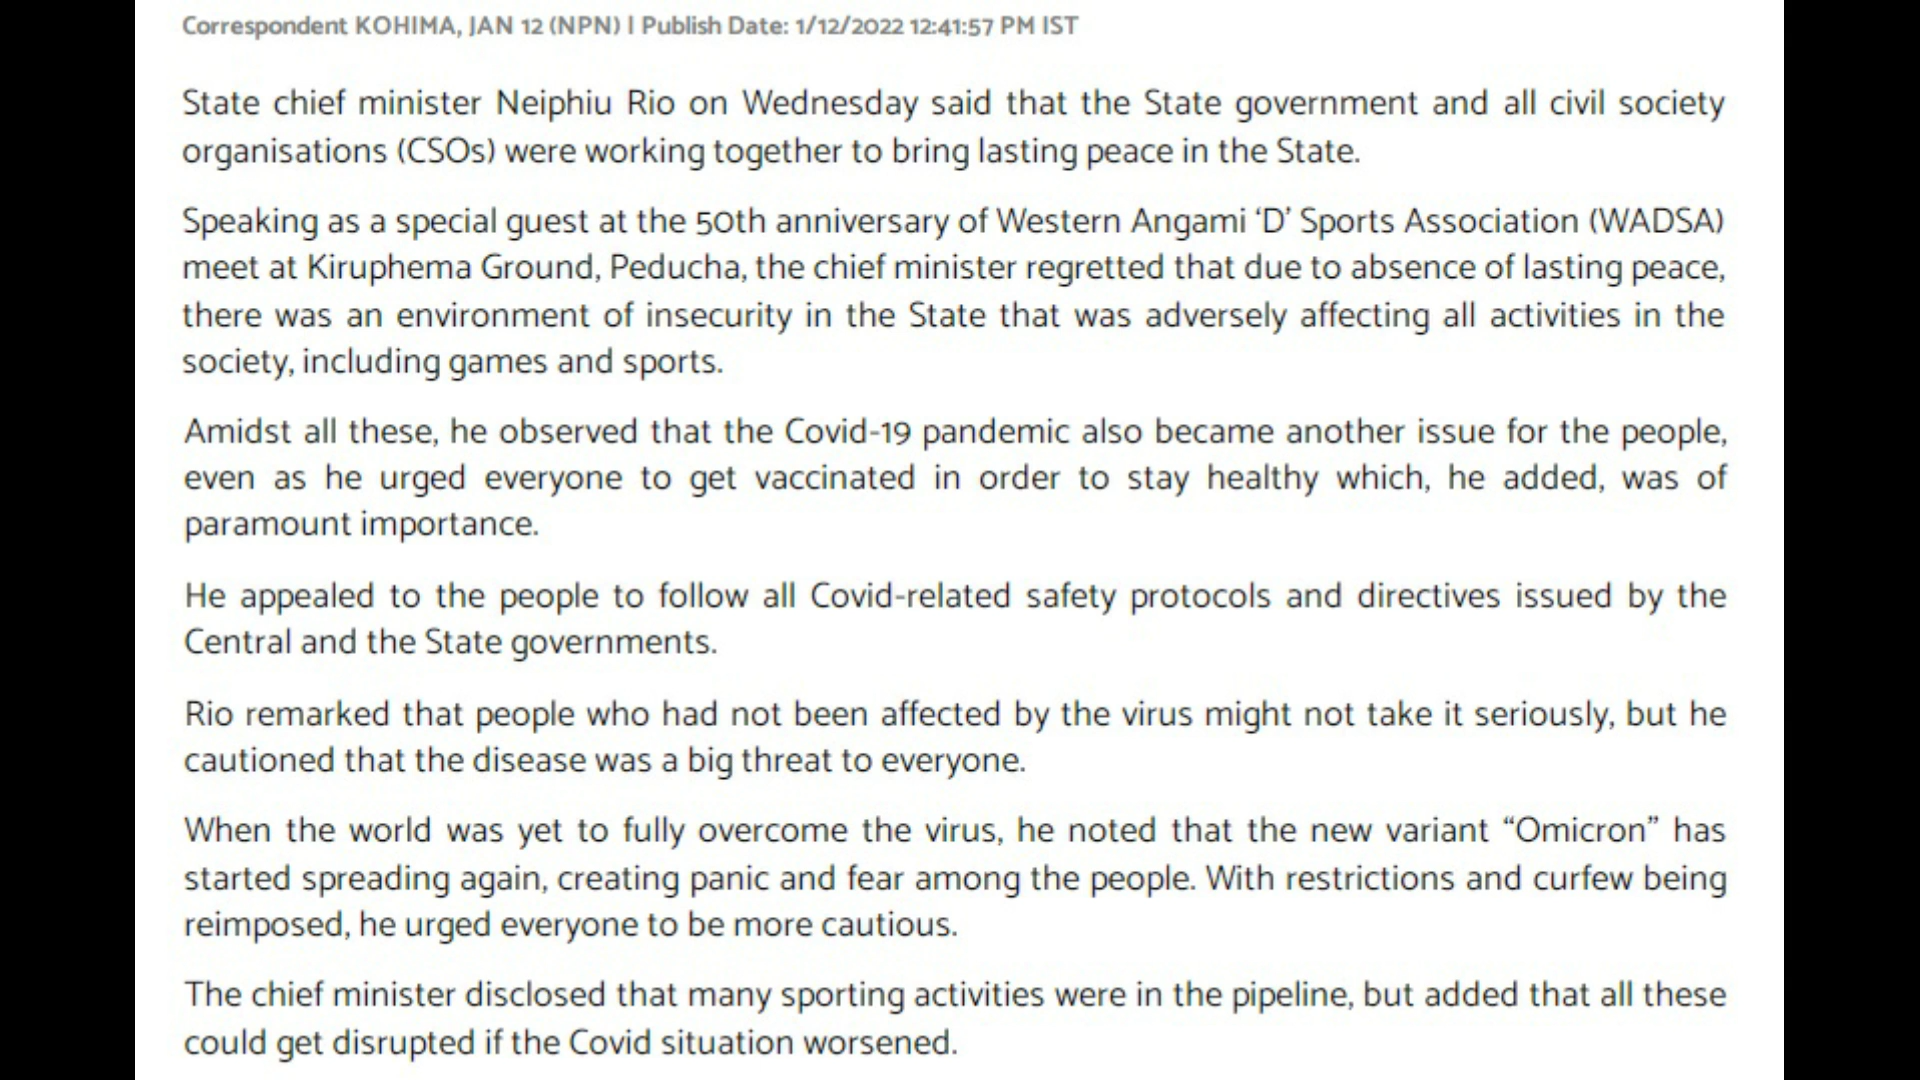 Correspondent KOHIMA, JAN 12 (NPN) | Publish Date: 1/12/2022 12:41:57 PM IST
State chief minister Neiphiu Rio on Wednesday said that the State government and all civil society
organisations (CSOs) were working together to bring lasting peace in the State.
Speaking as a special guest at the 50th anniversary of Western Angami ‘D’ Sports Association (WADSA)
meet at Kiruphema Ground, Peducha, the chief minister regretted that due to absence of lasting peace,
there was an environment of insecurity in the State that was adversely affecting all activities in the
society, including games and sports.
Amidst all these, he observed that the Covid-19 pandemic also became another issue for the people,
even as he urged everyone to get vaccinated in order to stay healthy which, he added, was of
paramount importance.
He appealed to the people to follow all Covid-related safety protocols and directives issued by the
Central and the State governments.
Rio remarked that people who had not been affected by the virus might not take it seriously, but he
cautioned that the disease was a big threat to everyone.
When the world was yet to fully overcome the virus, he noted that the new variant “Omicron” has
started spreading again, creating panic and fear among the people. With restrictions and curfew being
reimposed, he urged everyone to be more cautious.
The chief minister disclosed that many sporting activities were in the pipeline, but added that all these
could get disrupted if the Covid situation worsened.